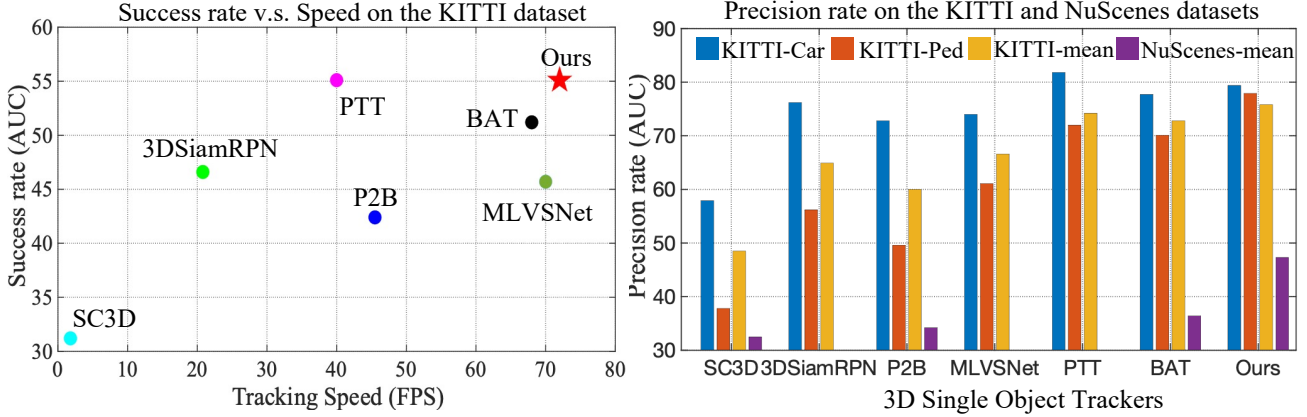 Success rate v.s. Speed on the KITTI dataset
60
55
50
45
40
35
30
Success rate (AUC)
Ours
PTT
BAT
3DSiamRPN
P2B
MLVSNet
SC3D
0 10 20 30 40 50 60 70 80
Tracking Speed (FPS)
Precision rate on the KITTI and NuScenes datasets
KITTI-Car KITTI-Ped KITTI-mean NuScenes-mean
90
80
70
60
50
40
30
Precision rate (AUC)
SC3D 3DSiamRPN P2B MLVSNet PTT BAT Ours
3D Single Object Trackers